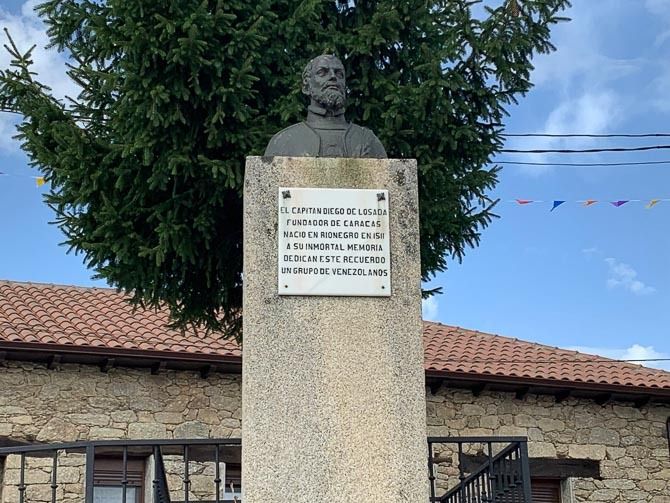 EL CAPITAN DIEGO DE LOSADA
FUNDADOR DE CARACAS
NACIO EN RIONEGRO EN 1511
A SU INMORTAL MEMORIA
DEDICAN ESTE RECUERDO
UN GRUPO DE VENEZOLANOS